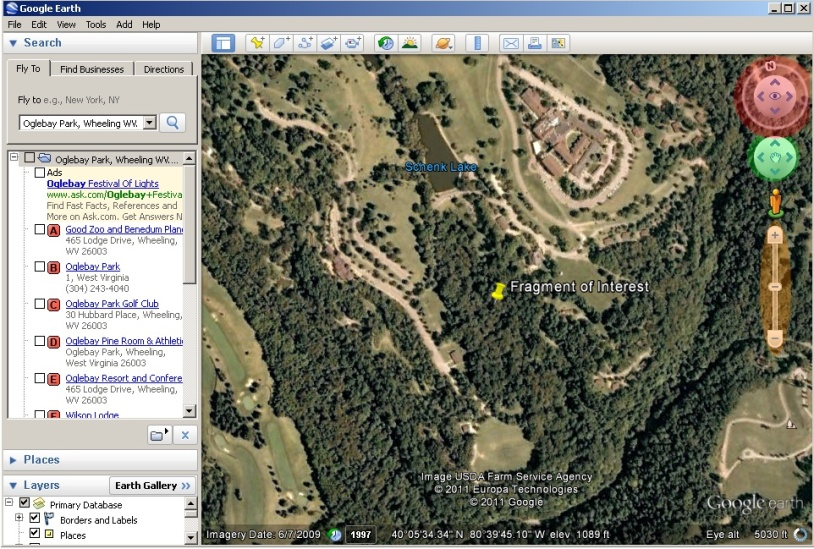 Google Earth
File Edit View Tools Add Help
Search
Fly To Find Businesses Directions
Fly to e.g., New York, NY
Oglebay Park, Wheeling WV.
Oglebay Park, Wheeling WV....
Ads
Oglebay Festival Of Lights
www.ask.com/Oglebay+Festiva
Find Fast Facts, References and
More on Ask.com. Get Answers N
A Good Zoo and Benedum Plane
465 Lodge Drive, Wheeling,
WV 26003
B Oglebay Park
1, West Virginia
(304) 243-4040
C Oglebay Park Golf Club
30 Hubbard Place, Wheeling,
WV 26003
D Oglebay Pine Room & Athleti
Oglebay Park, Wheeling,
West Virginia 26003
E Oglebay Resort and Confere
465 Lodge Drive, Wheeling,
WV 26003
F Wilson Lodge
Places
Layers Earth Gallery >>
Primary Database
Borders and Labels
Places
N
Schenk Lake
Fragment of Interest
Image USDA Farm Service Agency
© 2011 Europa Technologies
© 2011 Google
Google earth
Imagery Date: 6/7/2009 1997 40°05'34.34" N 80°39'45.10" W elev 1089 ft Eye alt 5030 ft